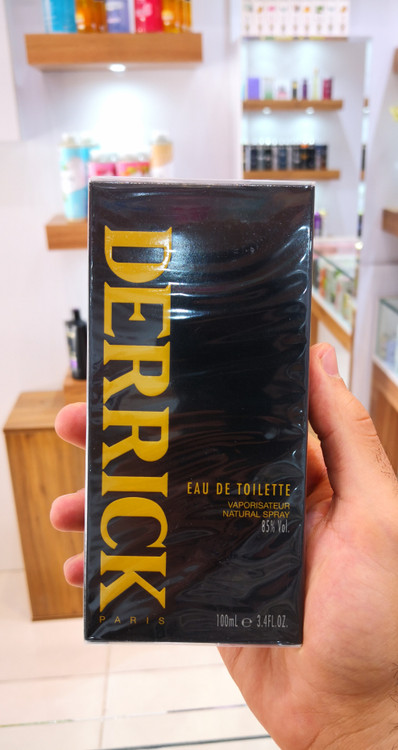 DERRICK
PARIS
EAU DE TOILETTE
VAPORISATEUR
NATURAL SPRAY
85% Vol.
100mL ℮ 3.4FL.OZ.